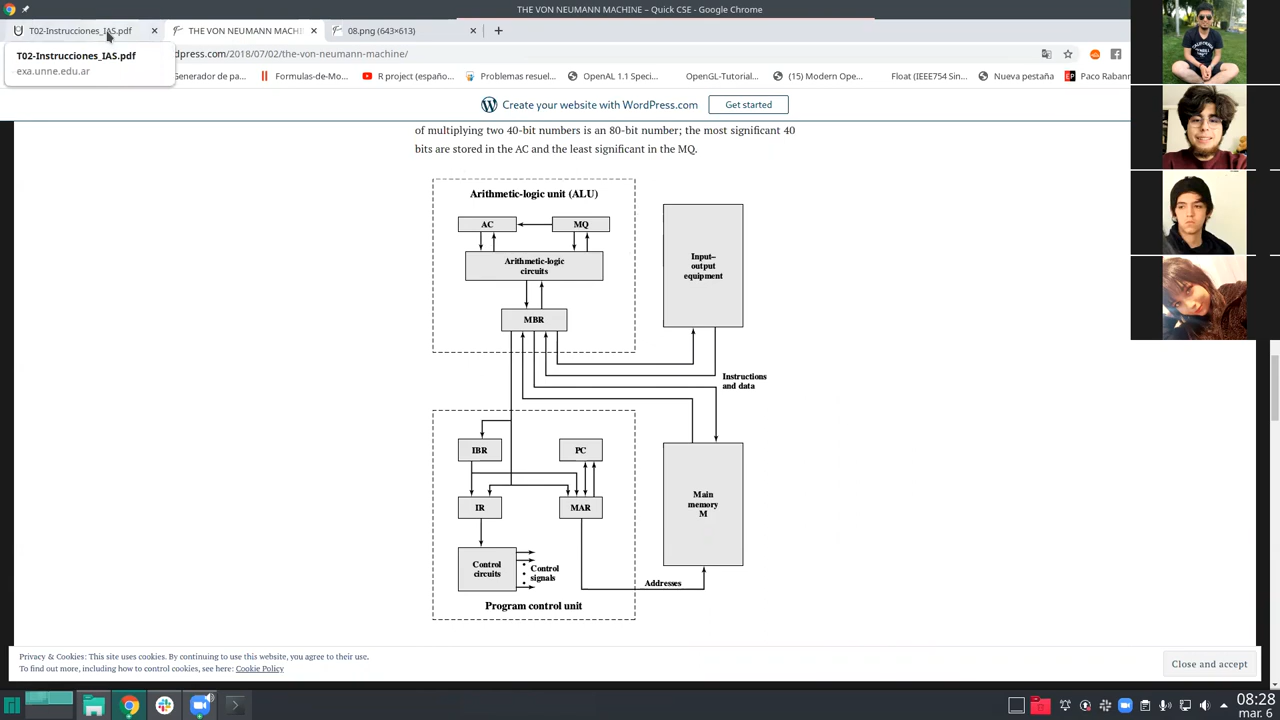 THE VON NEUMANN MACHINE – Quick CSE - Google Chrome
T02-Instrucciones_IAS.pdf
THE VON NEUMANN MACHI
08.png (643×613)
T02-Instrucciones_IAS.pdf
exa.unne.edu.ar
dpress.com/2018/07/02/the-von-neumann-machine/
Generador de pa...
Formulas-de-Mo...
R project (españo...
Problemas resuel...
OpenAL 1.1 Speci...
OpenGL-Tutorial...
(15) Modern Ope...
Float (IEEE754 Sin...
Nueva pestaña
Paco Rabann
Create your website with WordPress.com
Get started
of multiplying two 40-bit numbers is an 80-bit number; the most significant 40
bits are stored in the AC and the least significant in the MQ.
Arithmetic-logic unit (ALU)
AC
MQ
Arithmetic-logic
circuits
MBR
Input–
output
equipment
Instructions
and data
IBR
PC
IR
MAR
Main
memory
M
Control
circuits
Control
signals
Addresses
Program control unit
Privacy & Cookies: This site uses cookies. By continuing to use this website, you agree to their use.
To find out more, including how to control cookies, see here: Cookie Policy
Close and accept
08:28